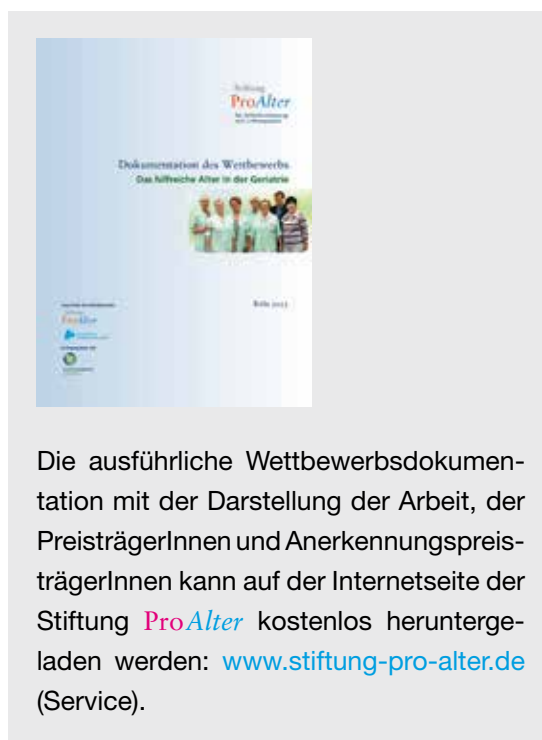 Stiftung
ProAlter
Dokumentation des Wettbewerbs
Das hilfreiche Alter in der Geriatrie
ProAlter
Die ausführliche Wettbewerbsdokumen-
tation mit der Darstellung der Arbeit, der
PreisträgerInnen und Anerkennungspreis-
trägerInnen kann auf der Internetseite der
Stiftung ProAlter kostenlos herunterge-
laden werden: www.stiftung-pro-alter.de
(Service).